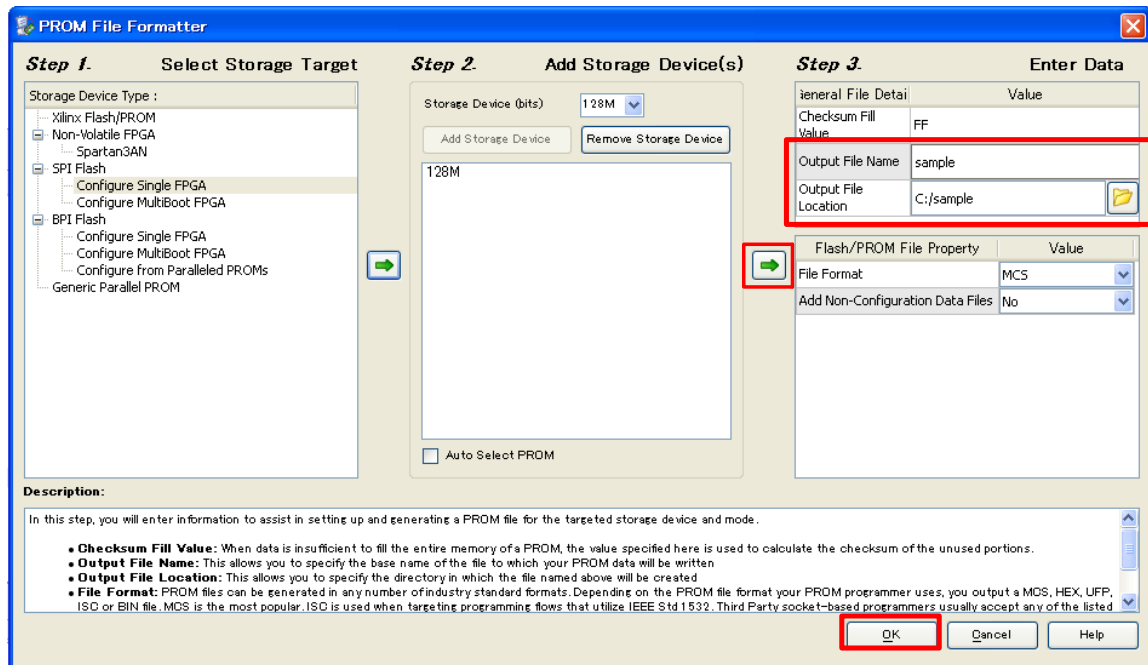 PROM File Formatter
Step 1. Select Storage Target
Storage Device Type :
Xilinx Flash/PROM
Non-Volatile FPGA
Spartan3AN
SPI Flash
Configure Single FPGA
Configure MultiBoot FPGA
BPI Flash
Configure Single FPGA
Configure MultiBoot FPGA
Configure from Paralleled PROMs
Generic Parallel PROM
Step 2. Add Storage Device(s)
Storage Device (bits) 128M
Add Storage Device Remove Storage Device
128M
Auto Select PROM
Step 3. Enter Data
General File Detai Value
Checksum Fill
Value
FF
Output File Name sample
Output File
Location
C:/sample
Flash/PROM File Property Value
File Format MCS
Add Non-Configuration Data Files No
Description:
In this step, you will enter information to assist in setting up and generating a PROM file for the targeted storage device and mode.
• Checksum Fill Value: When data is insufficient to fill the entire memory of a PROM, the value specified here is used to calculate the checksum of the unused portions.
• Output File Name: This allows you to specify the base name of the file to which your PROM data will be written
• Output File Location: This allows you to specify the directory in which the file named above will be created
• File Format: PROM files can be generated in any number of industry standard formats. Depending on the PROM file format your PROM programmer uses, you output a MCS, HEX, UFP,
ISC or BIN file. MCS is the most popular. ISC is used when targeting programming flows that utilize IEEE Std 1532. Third Party socket-based programmers usually accept any of the listed
OK Cancel Help